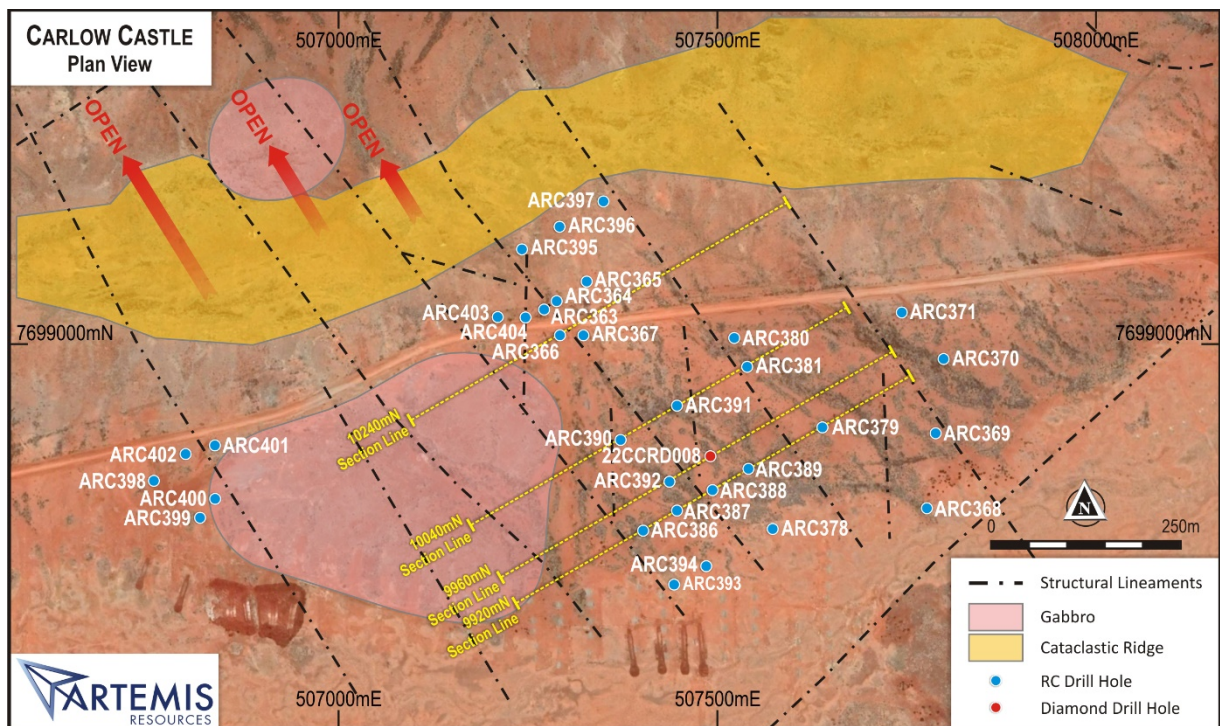 CARLOW CASTLE
Plan View
507000mE
507500mE
508000mE
OPEN
OPEN
OPEN
ARC397
ARC396
ARC395
ARC365
ARC364
ARC403
ARC363
ARC371
7699000mN
ARC404
ARC366
ARC367
ARC380
7699000mN
ARC381
ARC370
ARC391
10240mN
Section Line
ARC390
ARC379
ARC369
ARC401
ARC402
22CCRD008
ARC398
ARC392
ARC389
ARC400
ARC388
ARC399
ARC387
ARC368
ARC386
ARC378
10040mN
Section Line
0
250m
N
9960mN
Section Line
ARC394
ARC393
9920mN
Section Line
Structural Lineaments
Gabbro
Cataclastic Ridge
RC Drill Hole
Diamond Drill Hole
ARTEMIS
RESOURCES
507000mE
507500mE